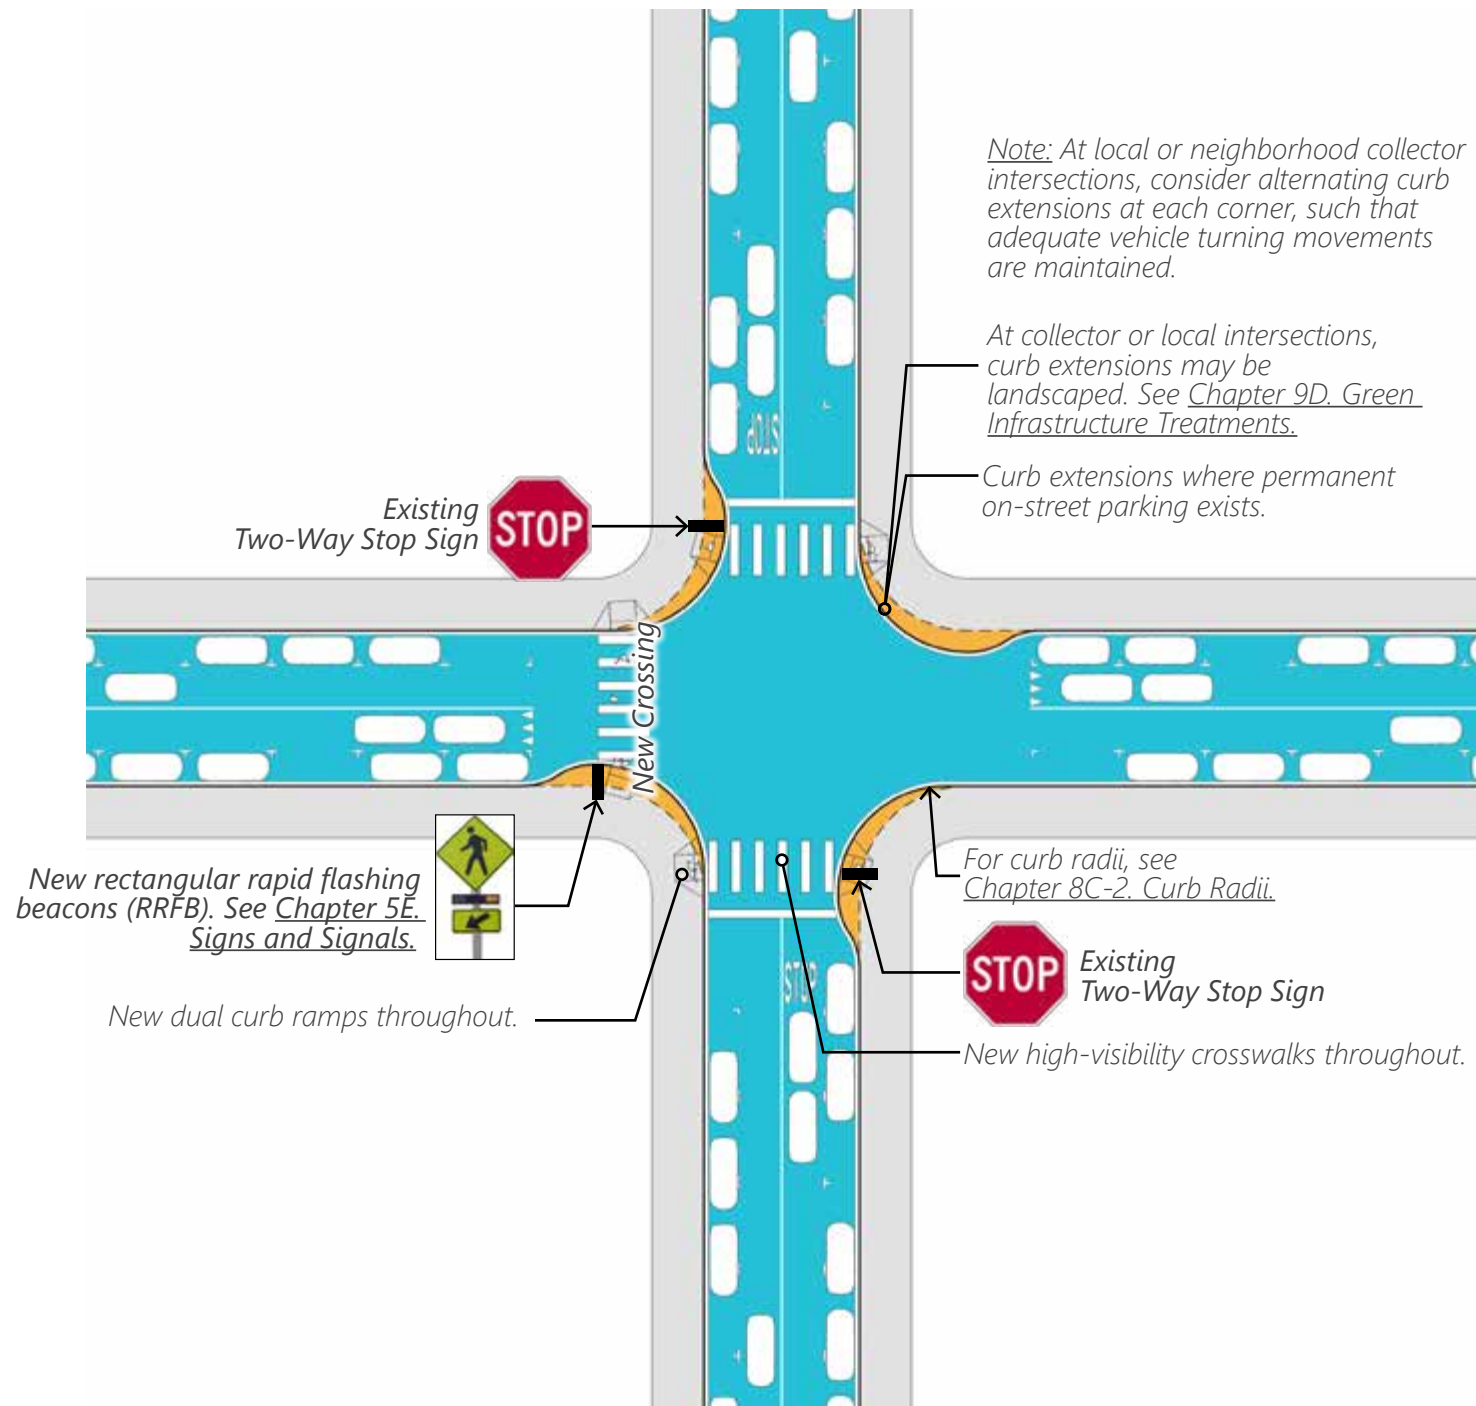 Note: At local or neighborhood collector
intersections, consider alternating curb
extensions at each corner, such that
adequate vehicle turning movements
are maintained.
At collector or local intersections,
curb extensions may be
landscaped. See Chapter 9D. Green
Infrastructure Treatments.
Curb extensions where permanent
on-street parking exists.
STOP
Existing
Two-Way Stop Sign
STOP
New Crossing
New rectangular rapid flashing
beacons (RRFB). See Chapter 5E.
Signs and Signals.
For curb radii, see
Chapter 8C-2. Curb Radii.
STOP
STOP
Existing
Two-Way Stop Sign
New dual curb ramps throughout.
New high-visibility crosswalks throughout.